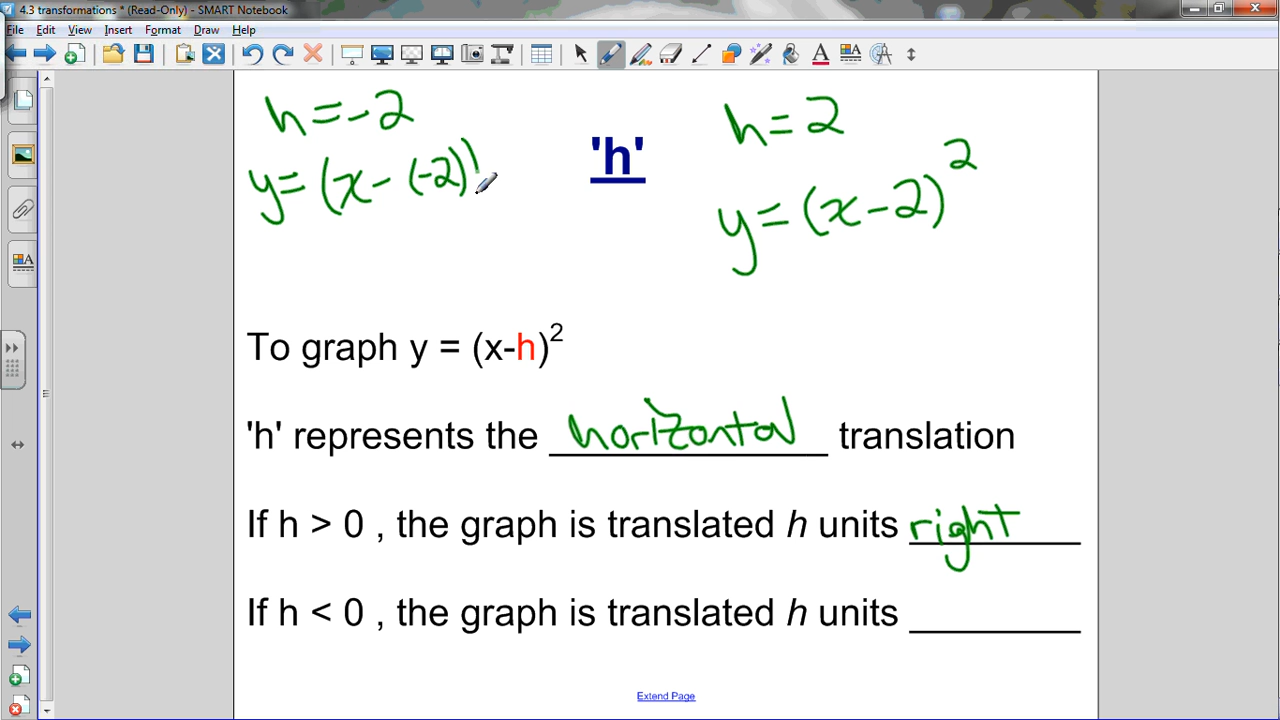 4.3 transformations * (Read-Only) - SMART Notebook
File Edit View Insert Format Draw Help
h = -2
y = (x - (-2))
'h'
h = 2
y = (x - 2)²
To graph y = (x-h)²
'h' represents the horizontal translation
If h > 0 , the graph is translated h units right
If h < 0 , the graph is translated h units ________
Extend Page